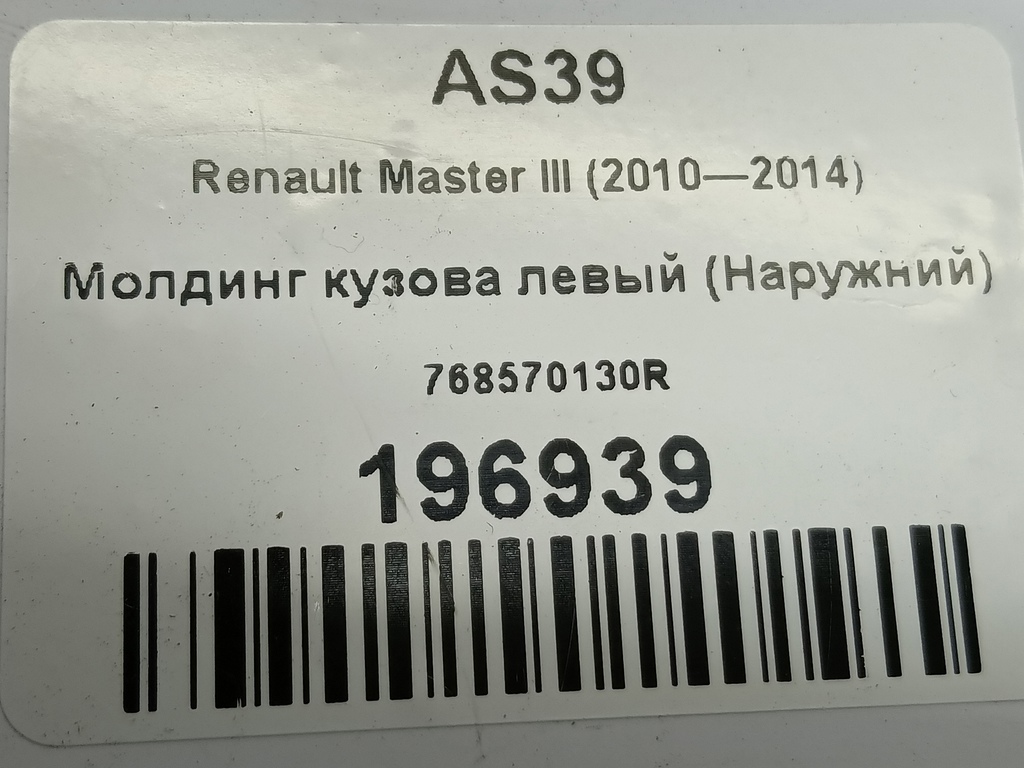 AS39
Renault Master III (2010—2014)
Молдинг кузова левый (Наружний)
768570130R
196939